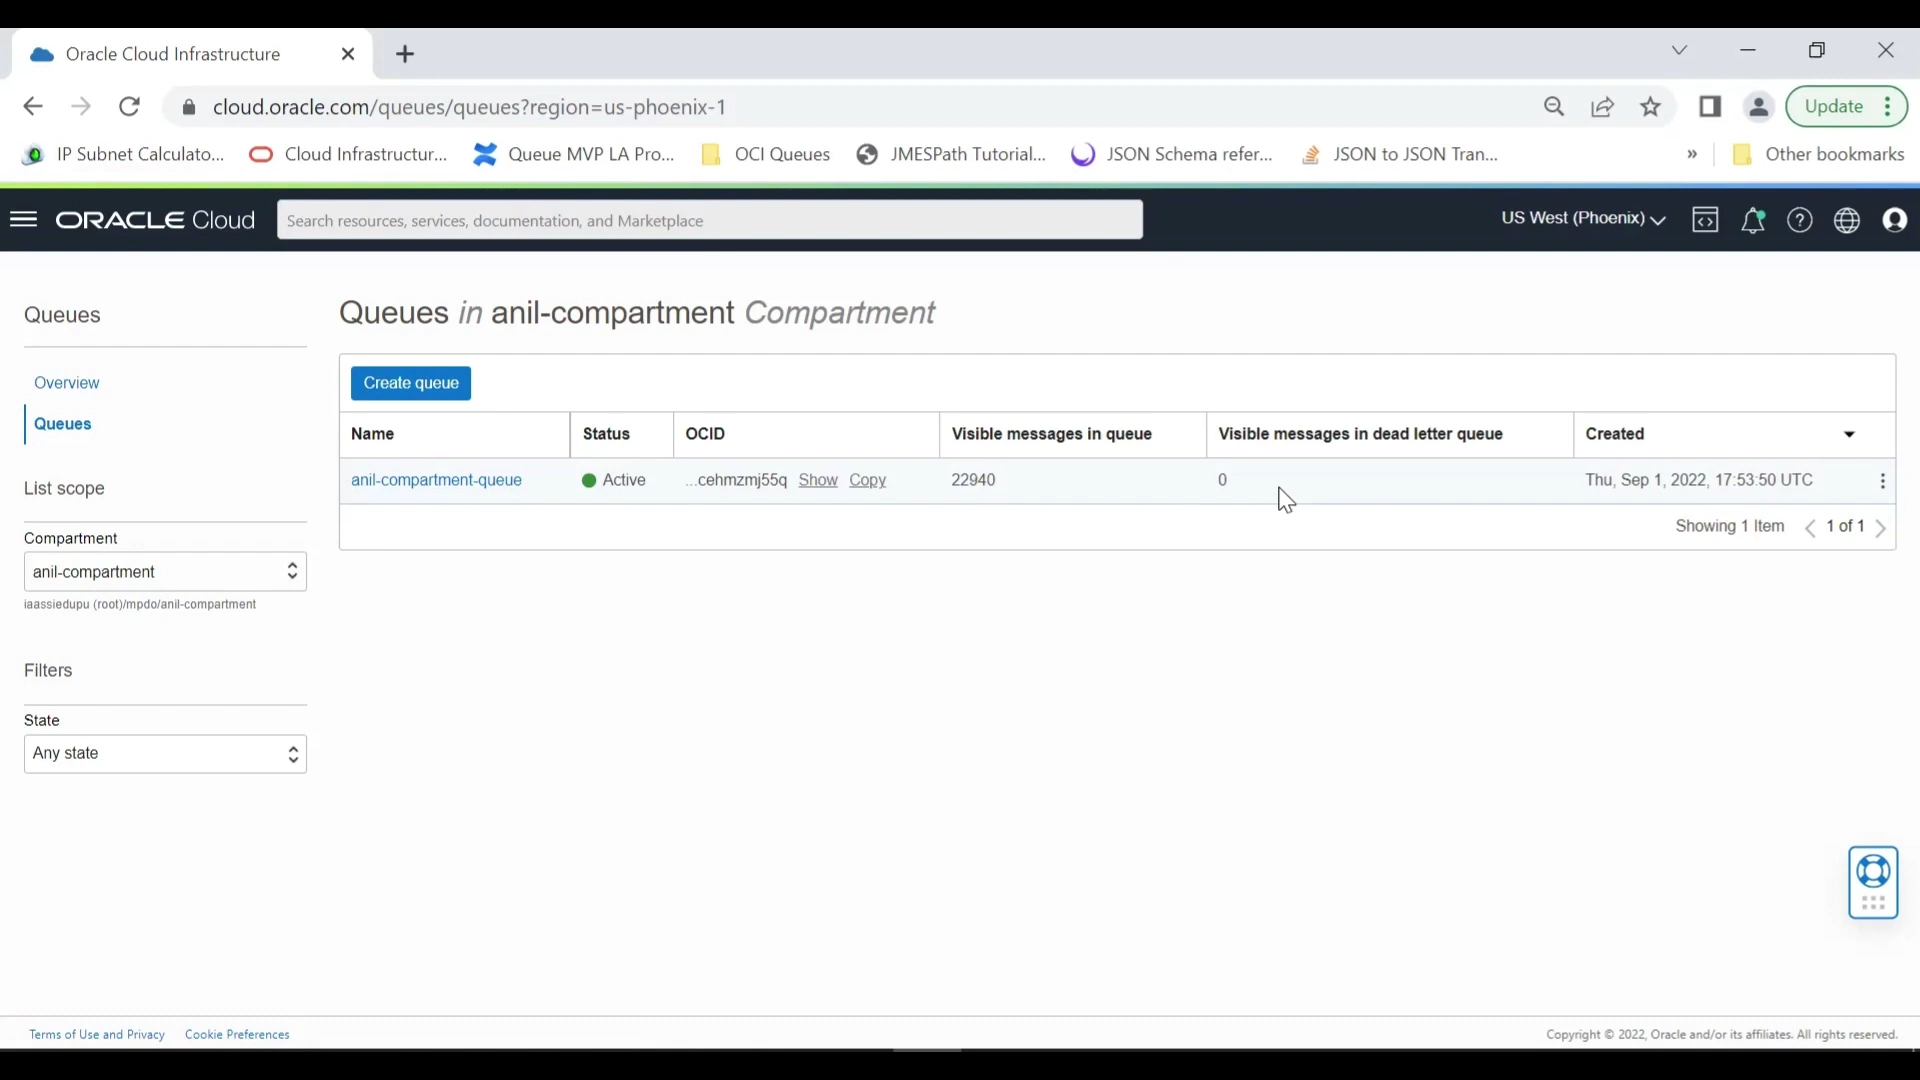 Oracle Cloud Infrastructure
cloud.oracle.com/queues/queues?region=us-phoenix-1
Update
IP Subnet Calculato...
Cloud Infrastructur...
Queue MVP LA Pro...
OCI Queues
JMESPath Tutorial...
JSON Schema refer...
JSON to JSON Tran...
»
Other bookmarks
ORACLE Cloud
Search resources, services, documentation, and Marketplace
US West (Phoenix)
Queues
Overview
Queues
List scope
Compartment
anil-compartment
iaassiedupu (root)/mpdo/anil-compartment
Filters
State
Any state
Queues in anil-compartment Compartment
Create queue
Name Status OCID Visible messages in queue Visible messages in dead letter queue Created
anil-compartment-queue Active ...cehmzmj55q Show Copy 22940 0 Thu, Sep 1, 2022, 17:53:50 UTC
Showing 1 Item 1 of 1
Terms of Use and Privacy Cookie Preferences
Copyright © 2022, Oracle and/or its affiliates. All rights reserved.